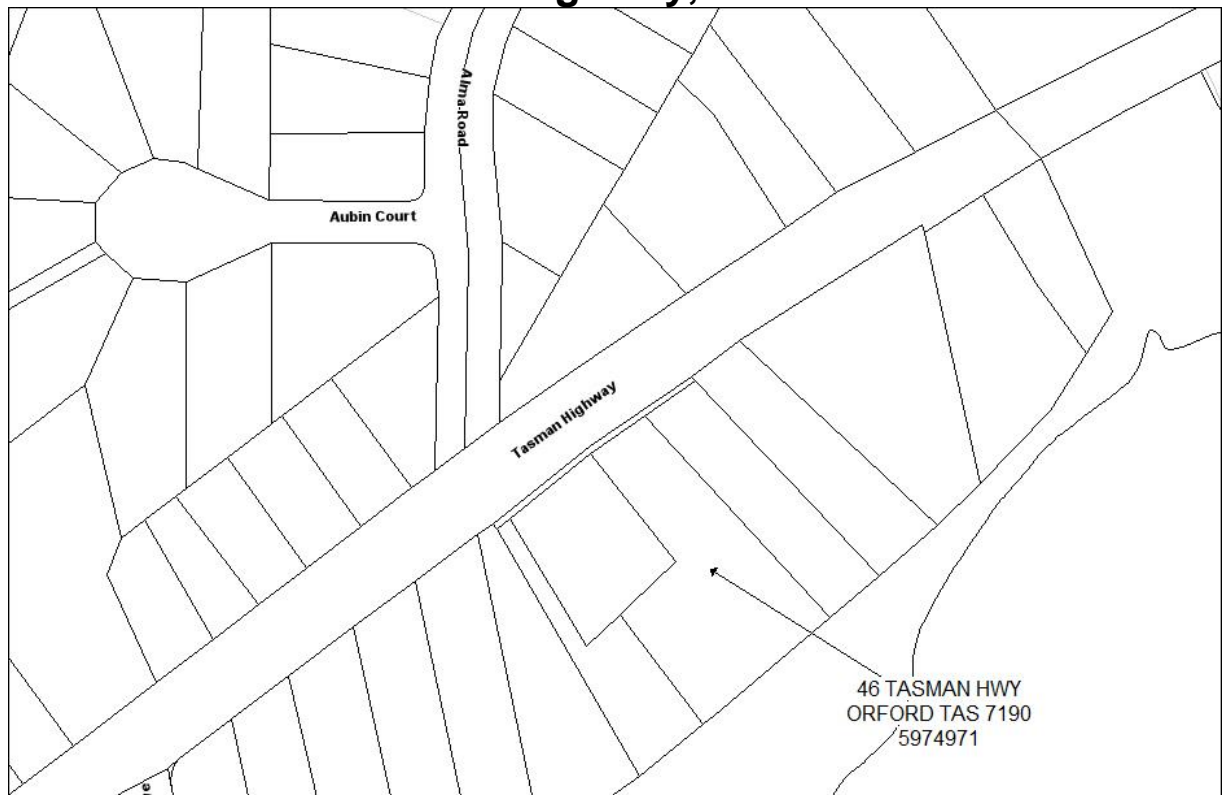 Alma Road
Aubin Court
Tasman Highway
46 TASMAN HWY
ORFORD TAS 7190
5974971